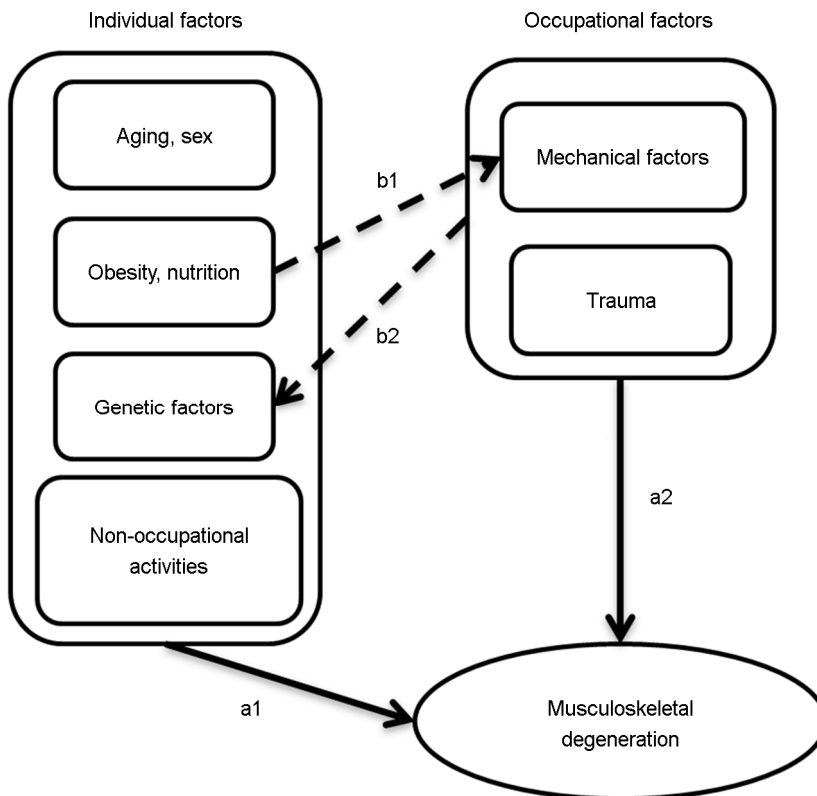 Individual factors
Occupational factors
Aging, sex
Mechanical factors
b1
Obesity, nutrition
Trauma
b2
Genetic factors
a2
Non-occupational
activities
a1
Musculoskeletal
degeneration